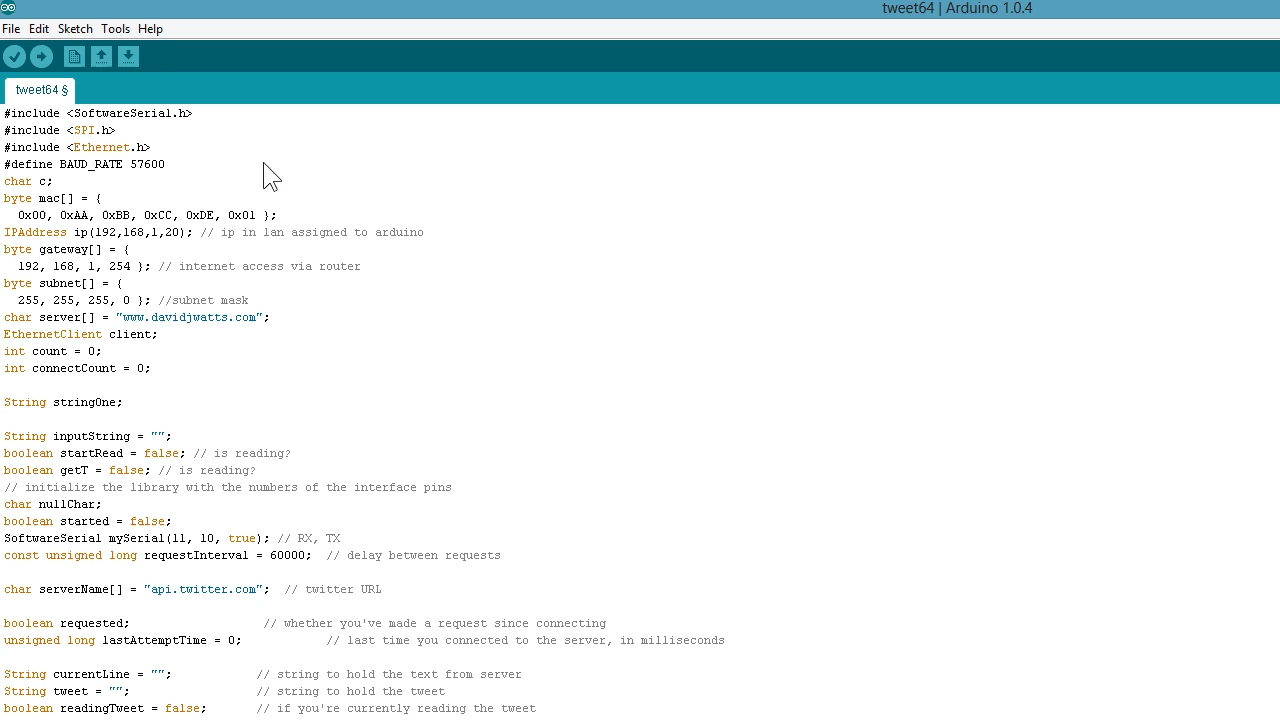 tweet64 | Arduino 1.0.4
File Edit Sketch Tools Help
tweet64 §
#include <SoftwareSerial.h>
#include <SPI.h>
#include <Ethernet.h>
#define BAUD_RATE 57600
char c;
byte mac[] = {
  0x00, 0xAA, 0xBB, 0xCC, 0xDE, 0x01 };
IPAddress ip(192,168,1,20); // ip in lan assigned to arduino
byte gateway[] = {
  192, 168, 1, 254 }; // internet access via router
byte subnet[] = {
  255, 255, 255, 0 }; //subnet mask
char server[] = "www.davidjwatts.com";
EthernetClient client;
int count = 0;
int connectCount = 0;
String stringOne;
String inputString = "";
boolean startRead = false; // is reading?
boolean getT = false; // is reading?
// initialize the library with the numbers of the interface pins
char nullChar;
boolean started = false;
SoftwareSerial mySerial(11, 10, true); // RX, TX
const unsigned long requestInterval = 60000;  // delay between requests
char serverName[] = "api.twitter.com";  // twitter URL
boolean requested;                   // whether you've made a request since connecting
unsigned long lastAttemptTime = 0;            // last time you connected to the server, in milliseconds
String currentLine = "";            // string to hold the text from server
String tweet = "";                  // string to hold the tweet
boolean readingTweet = false;       // if you're currently reading the tweet